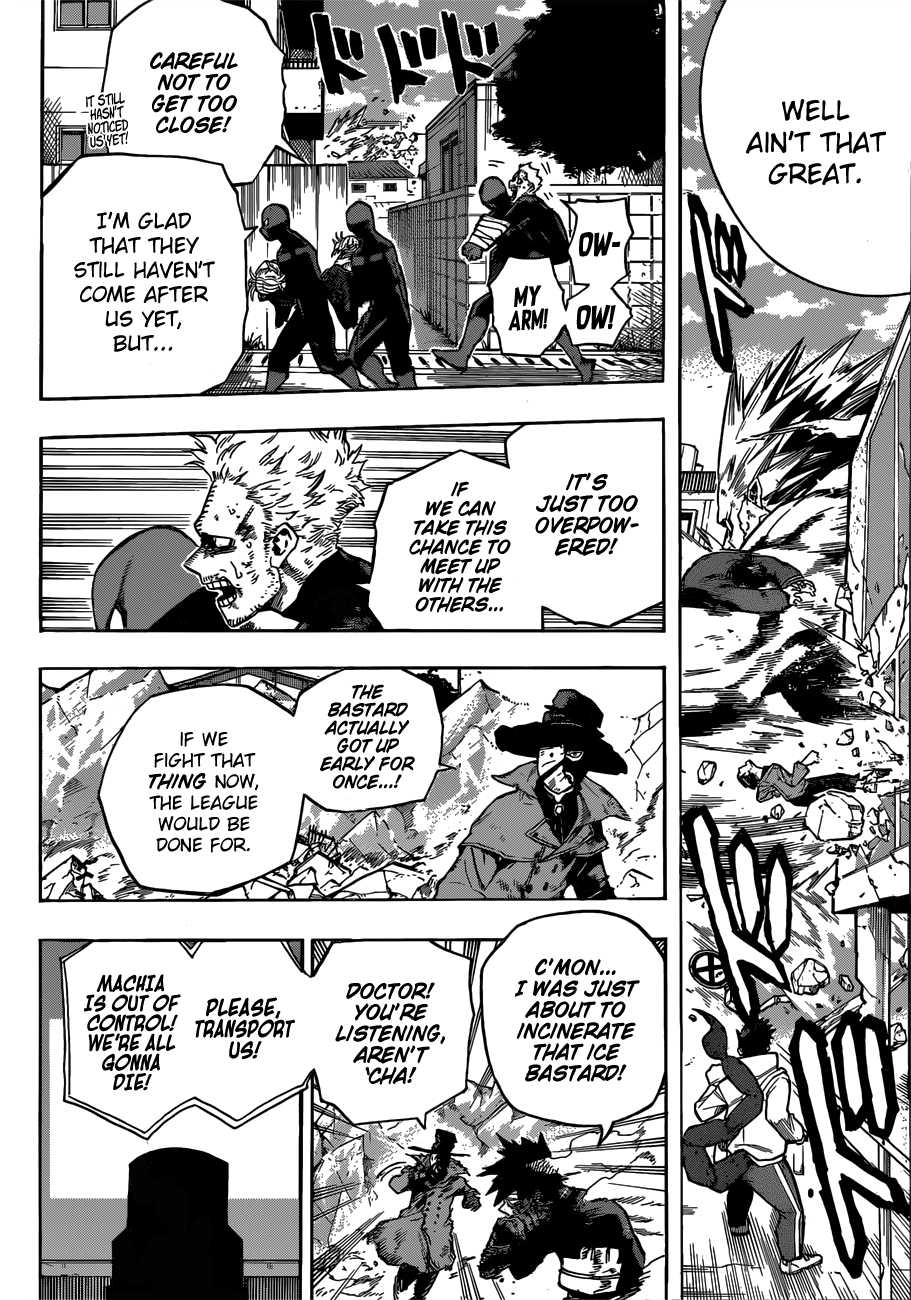 WELL
AIN'T THAT
GREAT.
ド
ド
ド
ドドド
CAREFUL
NOT TO
GET TOO
CLOSE!
IT STILL
HASN'T
NOTICED
US YET!
OW-
OW!
MY
ARM!
I'M GLAD
THAT THEY
STILL HAVEN'T
COME AFTER
US YET,
BUT...
IT'S
JUST TOO
OVERPOW-
ERED!
IF
WE CAN
TAKE THIS
CHANCE TO
MEET UP
WITH THE
OTHERS...
THE
BASTARD
ACTUALLY
GOT UP
EARLY FOR
ONCE...!
IF WE
FIGHT THAT
THING NOW,
THE LEAGUE
WOULD BE
DONE FOR.
C'MON...
I WAS JUST
ABOUT TO
INCINERATE
THAT ICE
BASTARD!
DOCTOR!
YOU'RE
LISTENING,
AREN'T
'CHA!
PLEASE,
TRANSPORT
US!
MACHIA
IS OUT OF
CONTROL!
WE'RE ALL
GONNA
DIE!